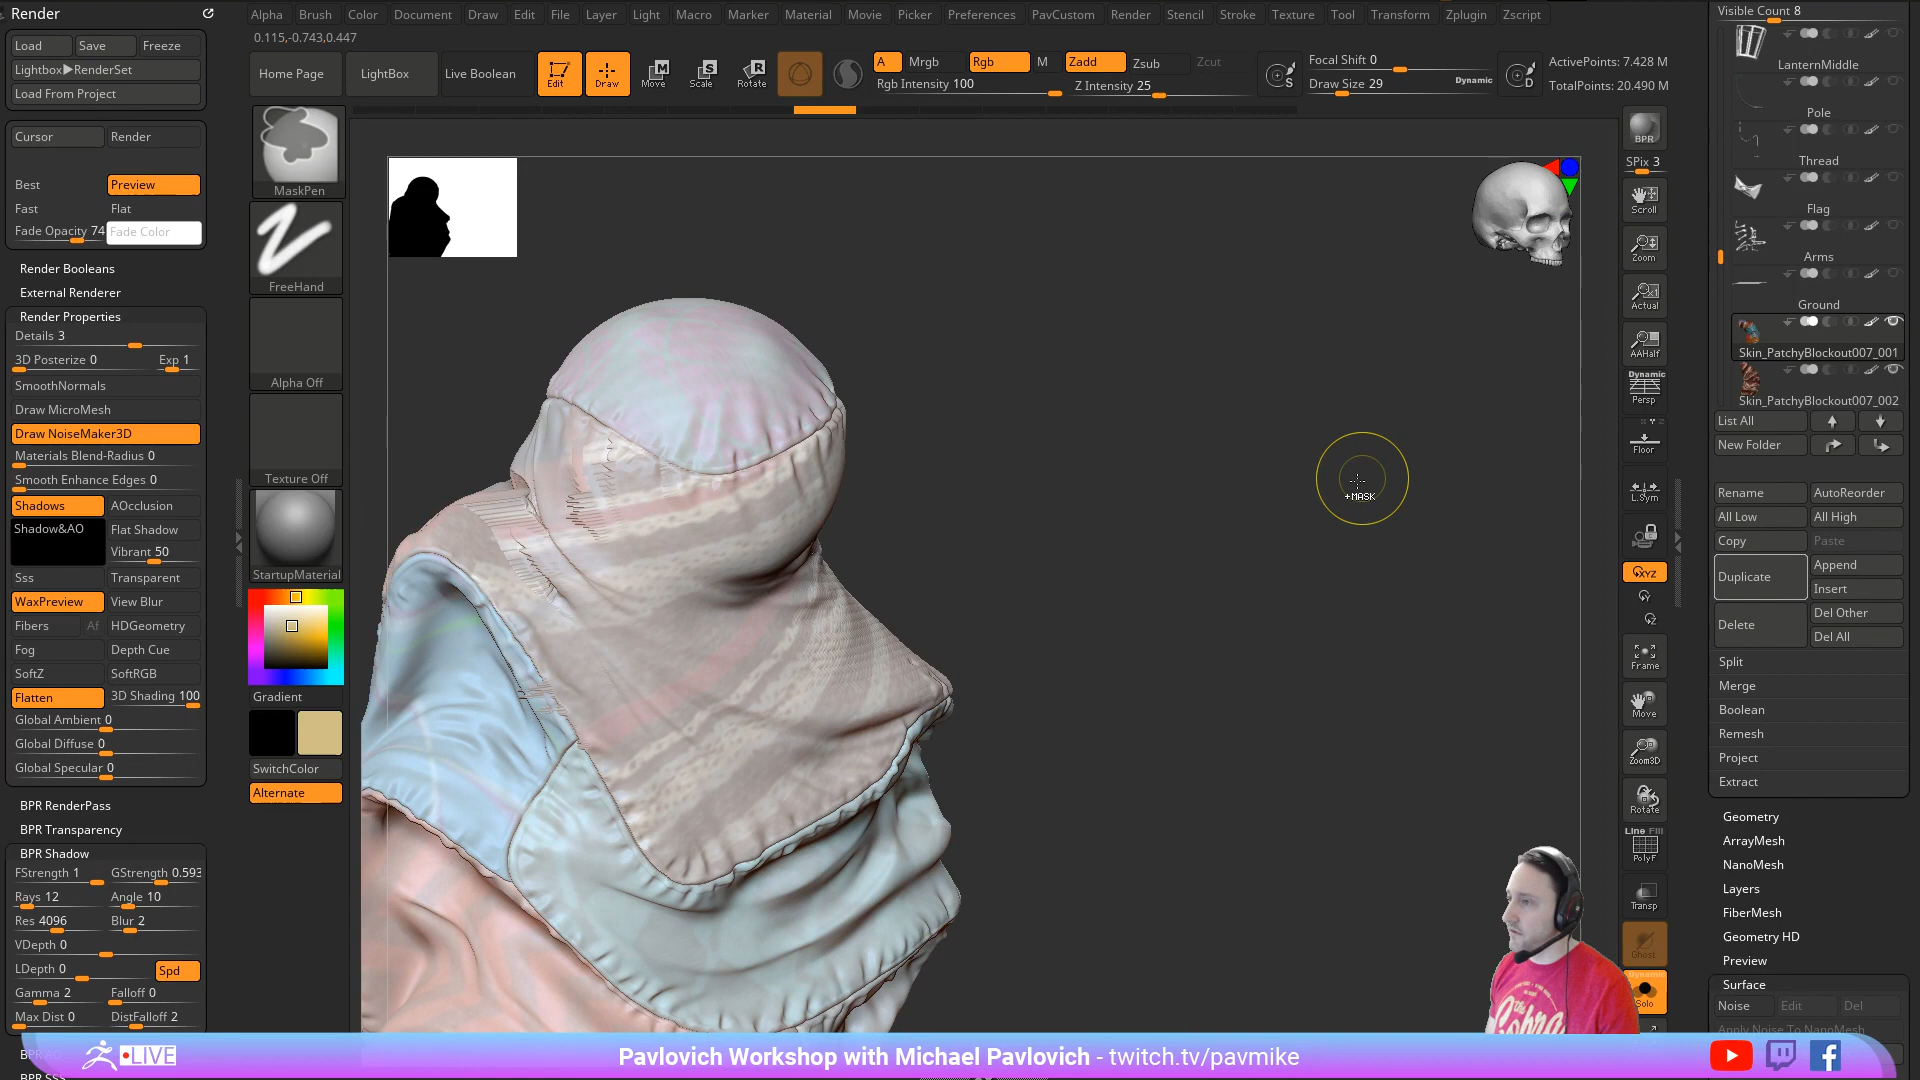 Render
Alpha Brush Color Document Draw Edit File Layer Light Macro Marker Material Movie Picker Preferences PavCustom Render Stencil Stroke Texture Tool Transform Zplugin Zscript
0.115,-0.743,0.447
Load Save Freeze
Lightbox▶RenderSet
Load From Project
Home Page LightBox Live Boolean
Edit Draw Move Scale Rotate
A Mrgb Rgb M Zadd Zsub Zcut
Rgb Intensity 100 Z Intensity 25
Focal Shift 0
Draw Size 29 Dynamic
ActivePoints: 7.428 M
TotalPoints: 20.490 M
Cursor Render
Best Preview
Fast Flat
Fade Opacity 74 Fade Color
Render Booleans
External Renderer
Render Properties
Details 3
3D Posterize 0 Exp 1
SmoothNormals
Draw MicroMesh
Draw NoiseMaker3D
Materials Blend-Radius 0
Smooth Enhance Edges 0
Shadows AOcclusion
Shadow&AO Flat Shadow
Vibrant 50
Sss Transparent
WaxPreview View Blur
Fibers Af HDGeometry
Fog Depth Cue
SoftZ SoftRGB
Flatten 3D Shading 100
Global Ambient 0
Global Diffuse 0
Global Specular 0
BPR RenderPass
BPR Transparency
BPR Shadow
FStrength 1 GStrength 0.593
Rays 12 Angle 10
Res 4096 Blur 2
VDepth 0
LDepth 0 Spd
Gamma 2 Falloff 0
Max Dist 0 DistFalloff 2
MaskPen
FreeHand
Alpha Off
Texture Off
StartupMaterial
Gradient
SwitchColor
Alternate
+MASK
BPR
SPix 3
Scroll
Zoom
Actual
AAHalf
Dynamic
Persp
Floor
L.Sym
XYZ
Frame
Move
Zoom3D
Rotate
Line Fill
PolyF
Transp
Ghost
Dynamic
Solo
Visible Count 8
LanternMiddle
Pole
Thread
Flag
Arms
Ground
Skin_PatchyBlockout007_001
Skin_PatchyBlockout007_002
List All
New Folder
Rename AutoReorder
All Low All High
Copy Paste
Duplicate Append
Insert
Delete Del Other
Del All
Split
Merge
Boolean
Remesh
Project
Extract
Geometry
ArrayMesh
NanoMesh
Layers
FiberMesh
Geometry HD
Preview
Surface
Noise Edit Del
Apply Noise To NanoMesh
LIVE
Pavlovich Workshop with Michael Pavlovich - twitch.tv/pavmike